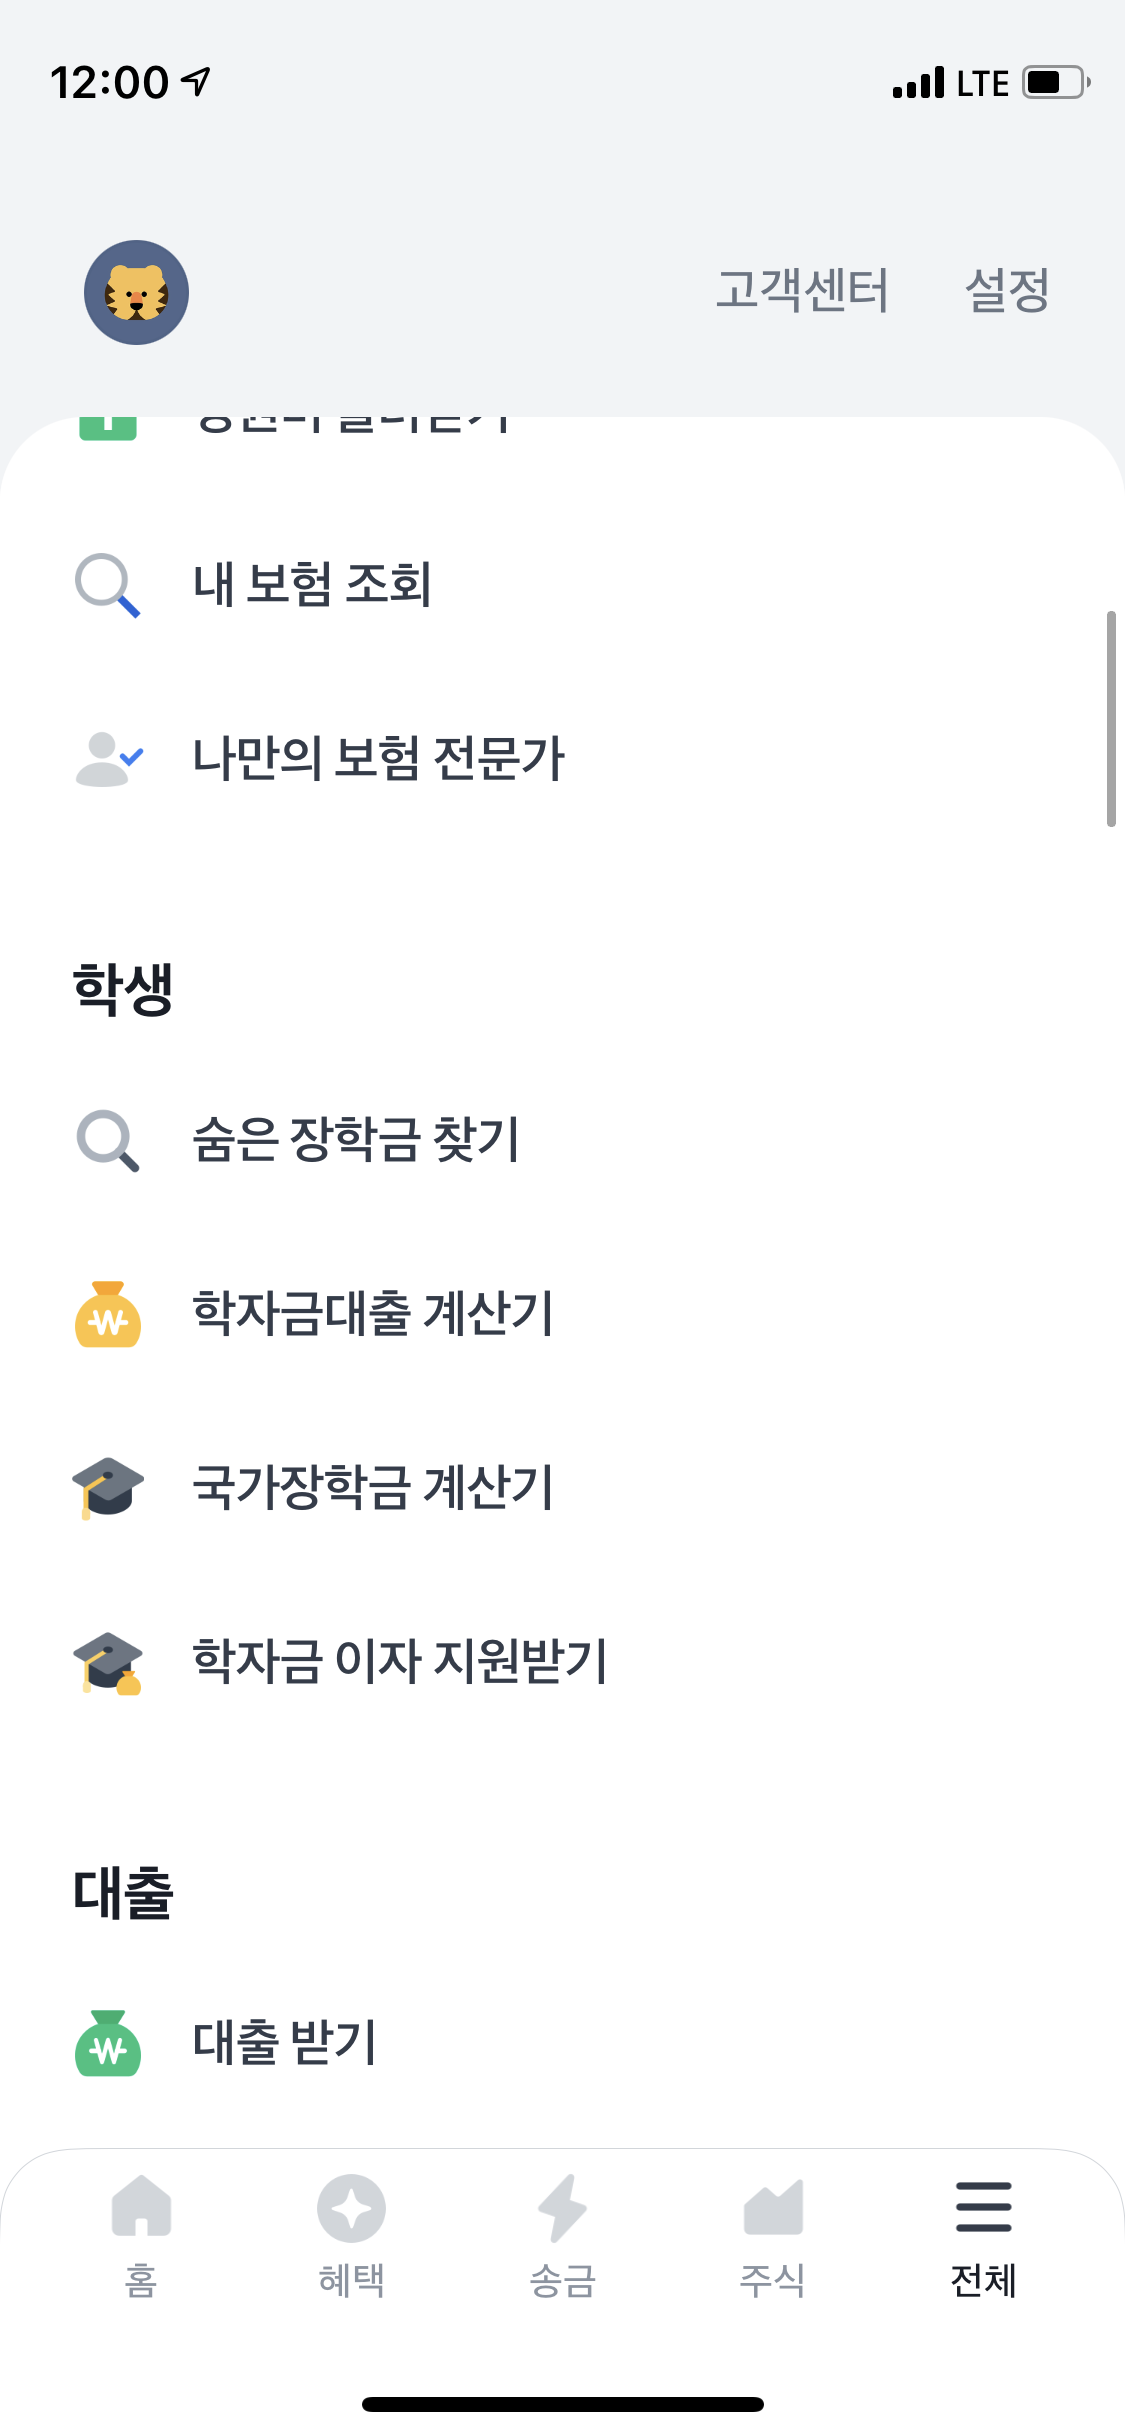 12:00
LTE
고객센터 설정
내 보험 조회
나만의 보험 전문가
학생
숨은 장학금 찾기
학자금대출 계산기
국가장학금 계산기
학자금 이자 지원받기
대출
대출 받기
홈 혜택 송금 주식 전체